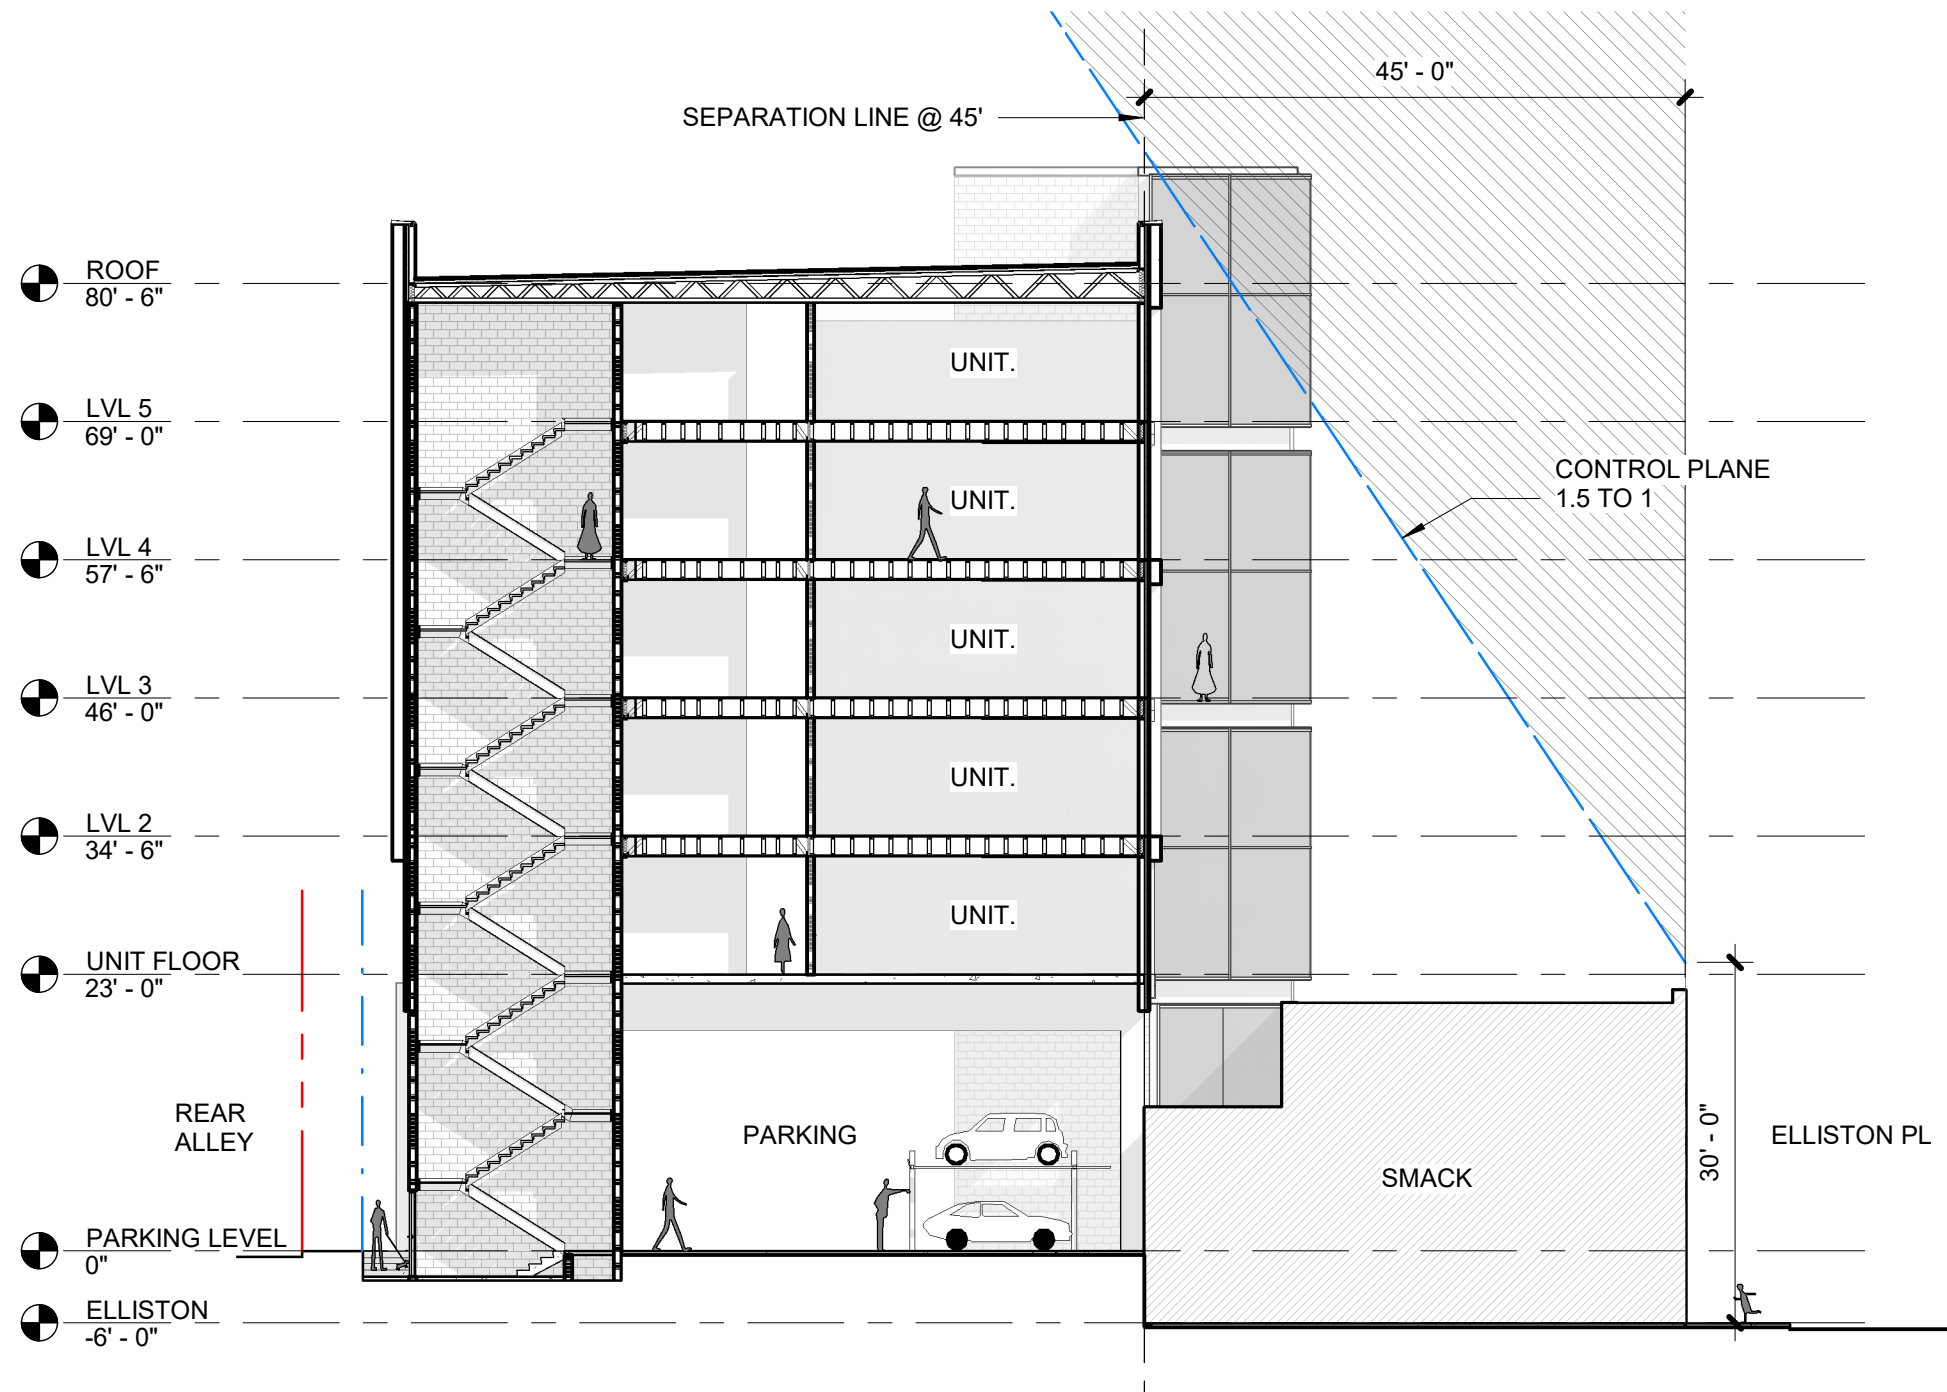 45' - 0"
SEPARATION LINE @ 45'
ROOF
80' - 6"
UNIT.
LVL 5
69' - 0"
CONTROL PLANE
1.5 TO 1
UNIT.
LVL 4
57' - 6"
UNIT.
LVL 3
46' - 0"
UNIT.
LVL 2
34' - 6"
UNIT.
UNIT FLOOR
23' - 0"
REAR
ALLEY
PARKING
30' - 0"
ELLISTON PL
SMACK
PARKING LEVEL
0"
ELLISTON
-6' - 0"